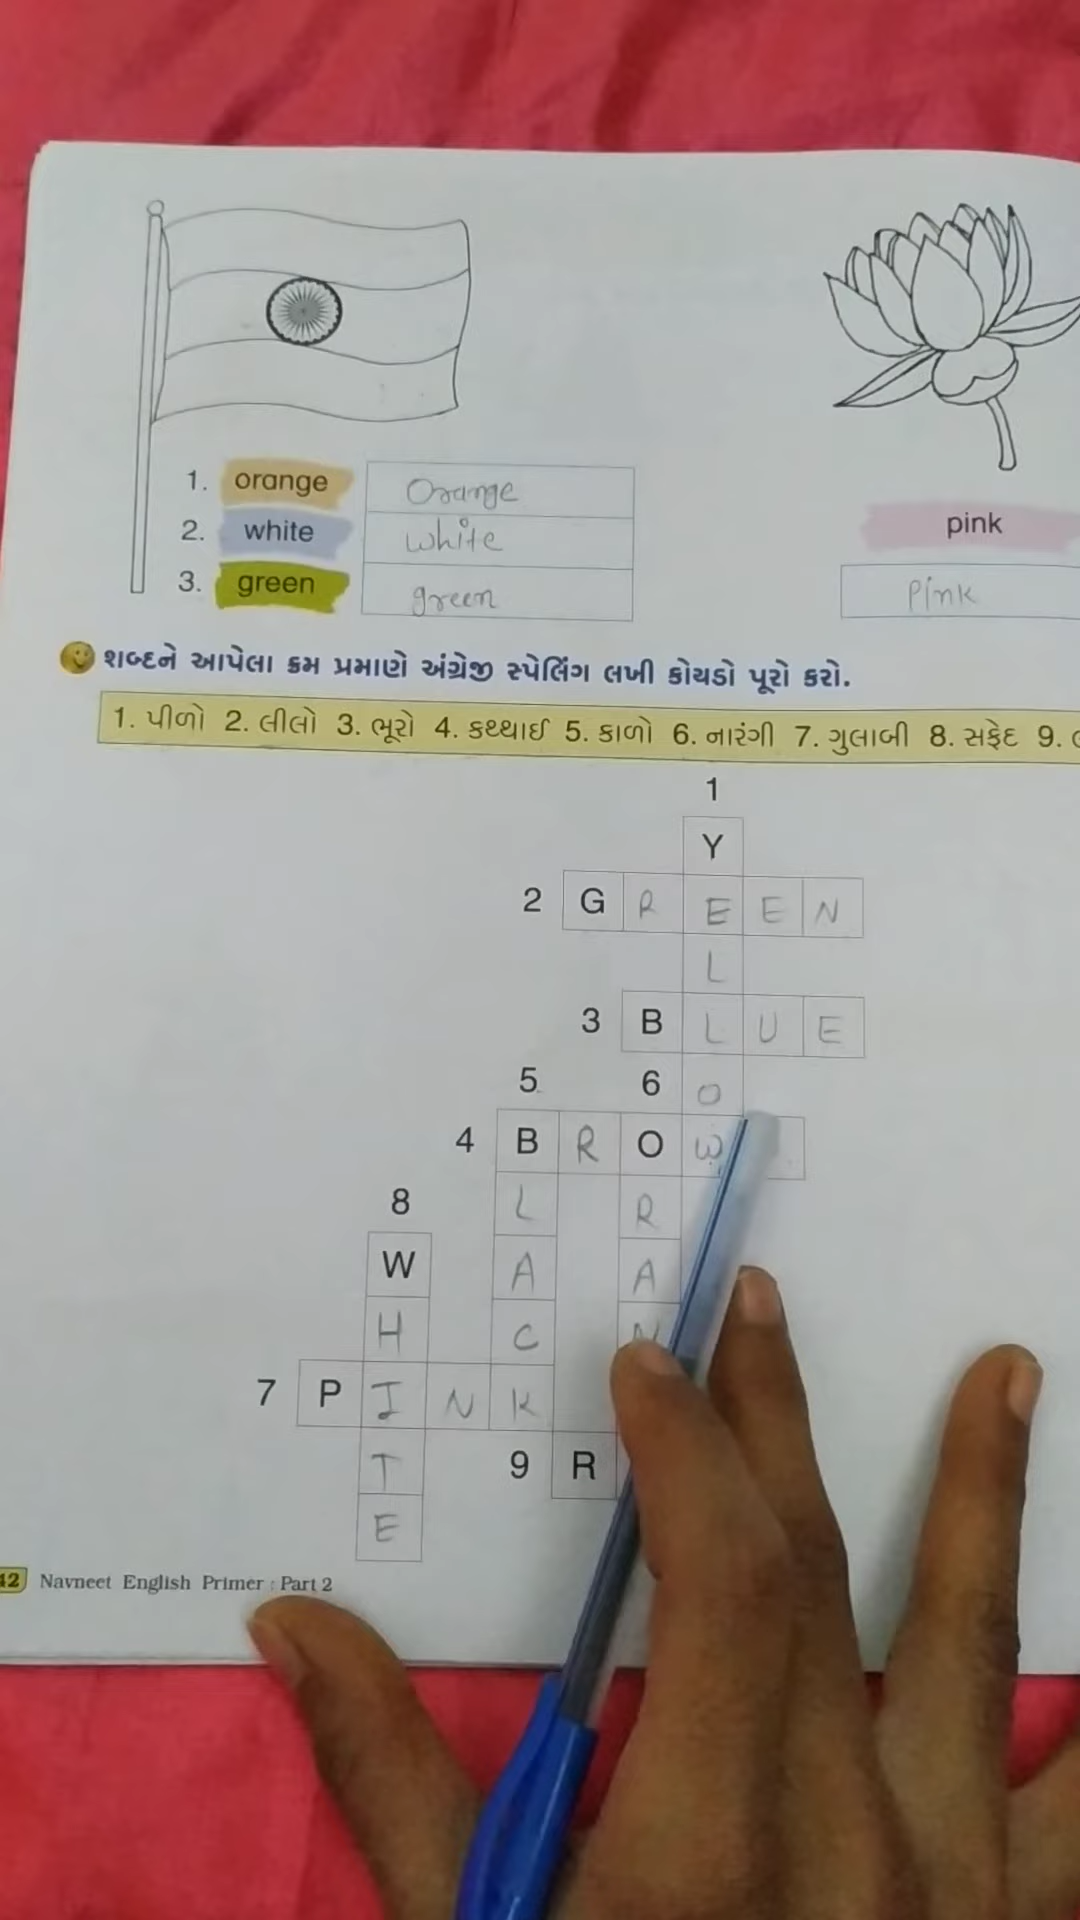 1. orange Orange
2. white white
3. green green
pink
Pink
શબ્દને આપેલા ક્રમ પ્રમાણે અંગ્રેજી સ્પેલિંગ લખી કોયડો પૂરો કરો.
1. પીળો 2. લીલો 3. ભૂરો 4. કથ્થાઈ 5. કાળો 6. નારંગી 7. ગુલાબી 8. સફેદ 9.
1
Y
2 G R E E N
L
3 B L U E
5 6 O
4 B R O W
8 L R
W A A
H C N
7 P I N K
T 9 R
E
42 Navneet English Primer : Part 2